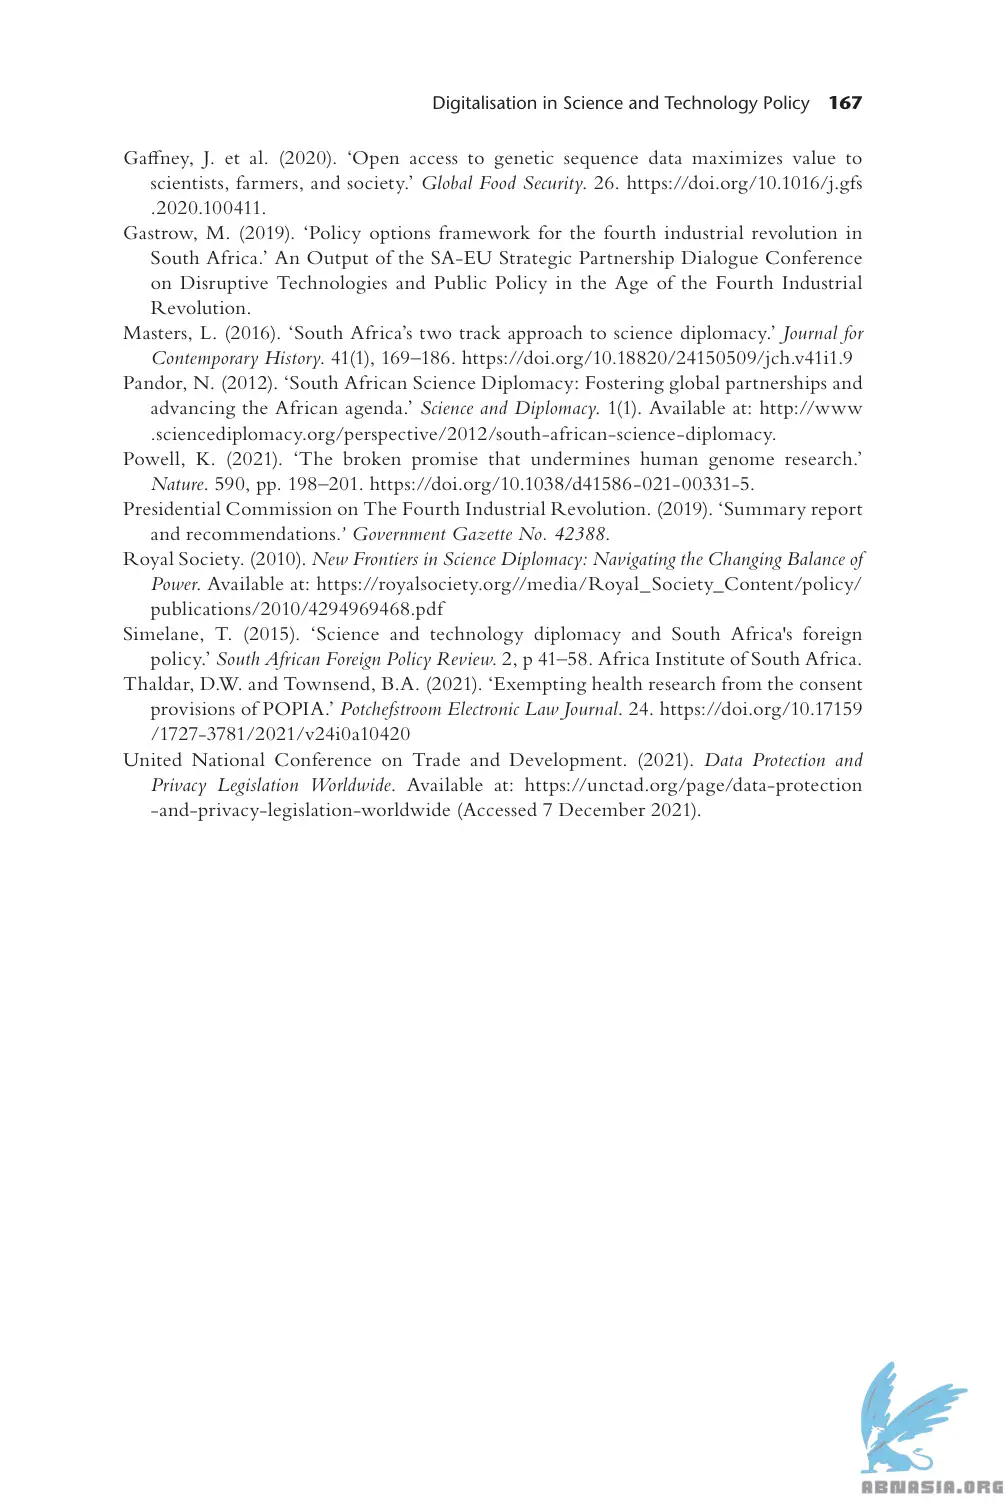 Digitalisation in Science and Technology Policy 167
Gaffney, J. et al. (2020). ‘Open access to genetic sequence data maximizes value to
scientists, farmers, and society.’ Global Food Security. 26. https://doi.org/10.1016/j.gfs
.2020.100411.
Gastrow, M. (2019). ‘Policy options framework for the fourth industrial revolution in
South Africa.’ An Output of the SA-EU Strategic Partnership Dialogue Conference
on Disruptive Technologies and Public Policy in the Age of the Fourth Industrial
Revolution.
Masters, L. (2016). ‘South Africa’s two track approach to science diplomacy.’ Journal for
Contemporary History. 41(1), 169–186. https://doi.org/10.18820/24150509/jch.v41i1.9
Pandor, N. (2012). ‘South African Science Diplomacy: Fostering global partnerships and
advancing the African agenda.’ Science and Diplomacy. 1(1). Available at: http://www
.sciencediplomacy.org/perspective/2012/south-african-science-diplomacy.
Powell, K. (2021). ‘The broken promise that undermines human genome research.’
Nature. 590, pp. 198–201. https://doi.org/10.1038/d41586-021-00331-5.
Presidential Commission on The Fourth Industrial Revolution. (2019). ‘Summary report
and recommendations.’ Government Gazette No. 42388.
Royal Society. (2010). New Frontiers in Science Diplomacy: Navigating the Changing Balance of
Power. Available at: https://royalsociety.org//media/Royal_Society_Content/policy/
publications/2010/4294969468.pdf
Simelane, T. (2015). ‘Science and technology diplomacy and South Africa's foreign
policy.’ South African Foreign Policy Review. 2, p 41–58. Africa Institute of South Africa.
Thaldar, D.W. and Townsend, B.A. (2021). ‘Exempting health research from the consent
provisions of POPIA.’ Potchefstroom Electronic Law Journal. 24. https://doi.org/10.17159
/1727-3781/2021/v24i0a10420
United National Conference on Trade and Development. (2021). Data Protection and
Privacy Legislation Worldwide. Available at: https://unctad.org/page/data-protection
-and-privacy-legislation-worldwide (Accessed 7 December 2021).
ABNASIA.ORG